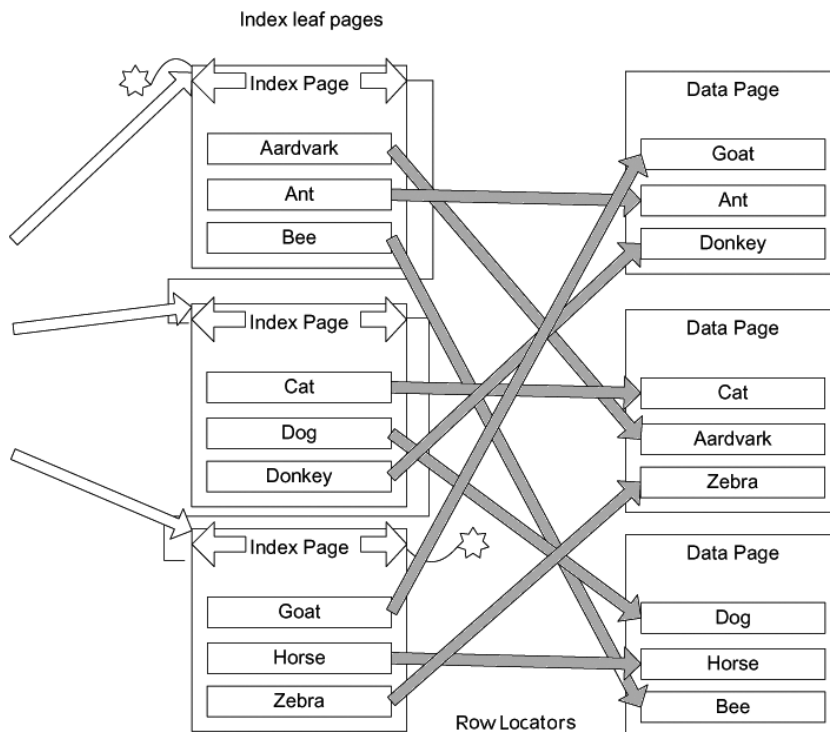 Index leaf pages
Index Page
Aardvark
Ant
Bee
Index Page
Cat
Dog
Donkey
Index Page
Goat
Horse
Zebra
Data Page
Goat
Ant
Donkey
Data Page
Cat
Aardvark
Zebra
Data Page
Dog
Horse
Bee
Row Locators